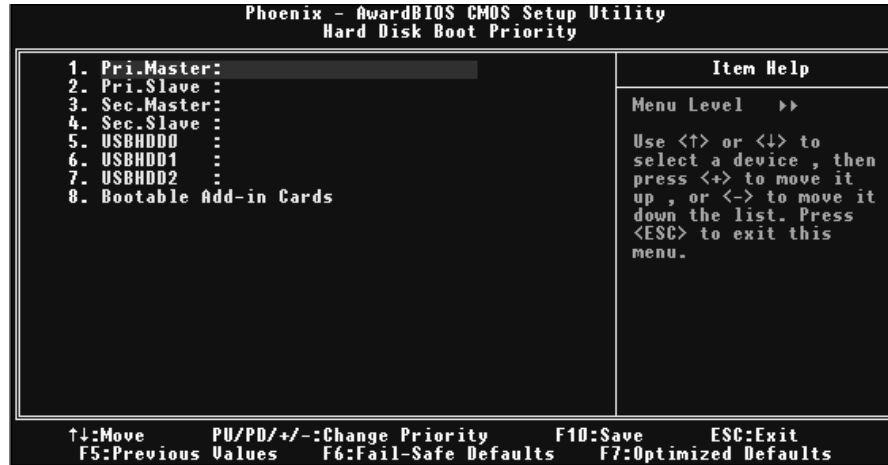 Phoenix - AwardBIOS CMOS Setup Utility
Hard Disk Boot Priority
1. Pri.Master:
2. Pri.Slave :
3. Sec.Master:
4. Sec.Slave :
5. USBHDD0 :
6. USBHDD1 :
7. USBHDD2 :
8. Bootable Add-in Cards
Item Help
Menu Level ▸▸
Use <↑> or <↓> to
select a device , then
press <+> to move it
up , or <-> to move it
down the list. Press
<ESC> to exit this
menu.
↑↓:Move PU/PD/+/-:Change Priority F10:Save ESC:Exit
F5:Previous Values F6:Fail-Safe Defaults F7:Optimized Defaults